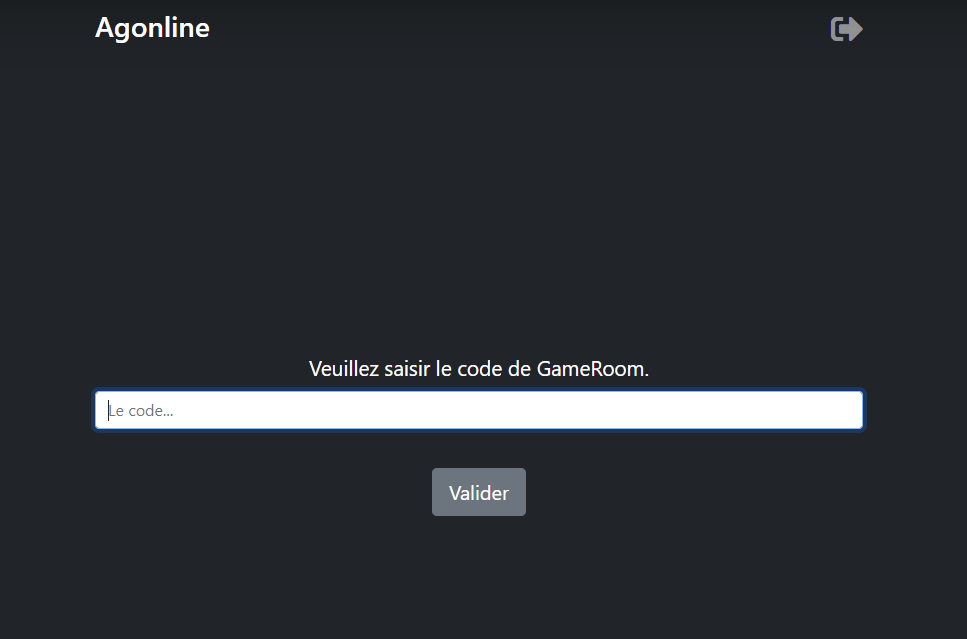 Agonline
Veuillez saisir le code de GameRoom.
Le code...
Valider